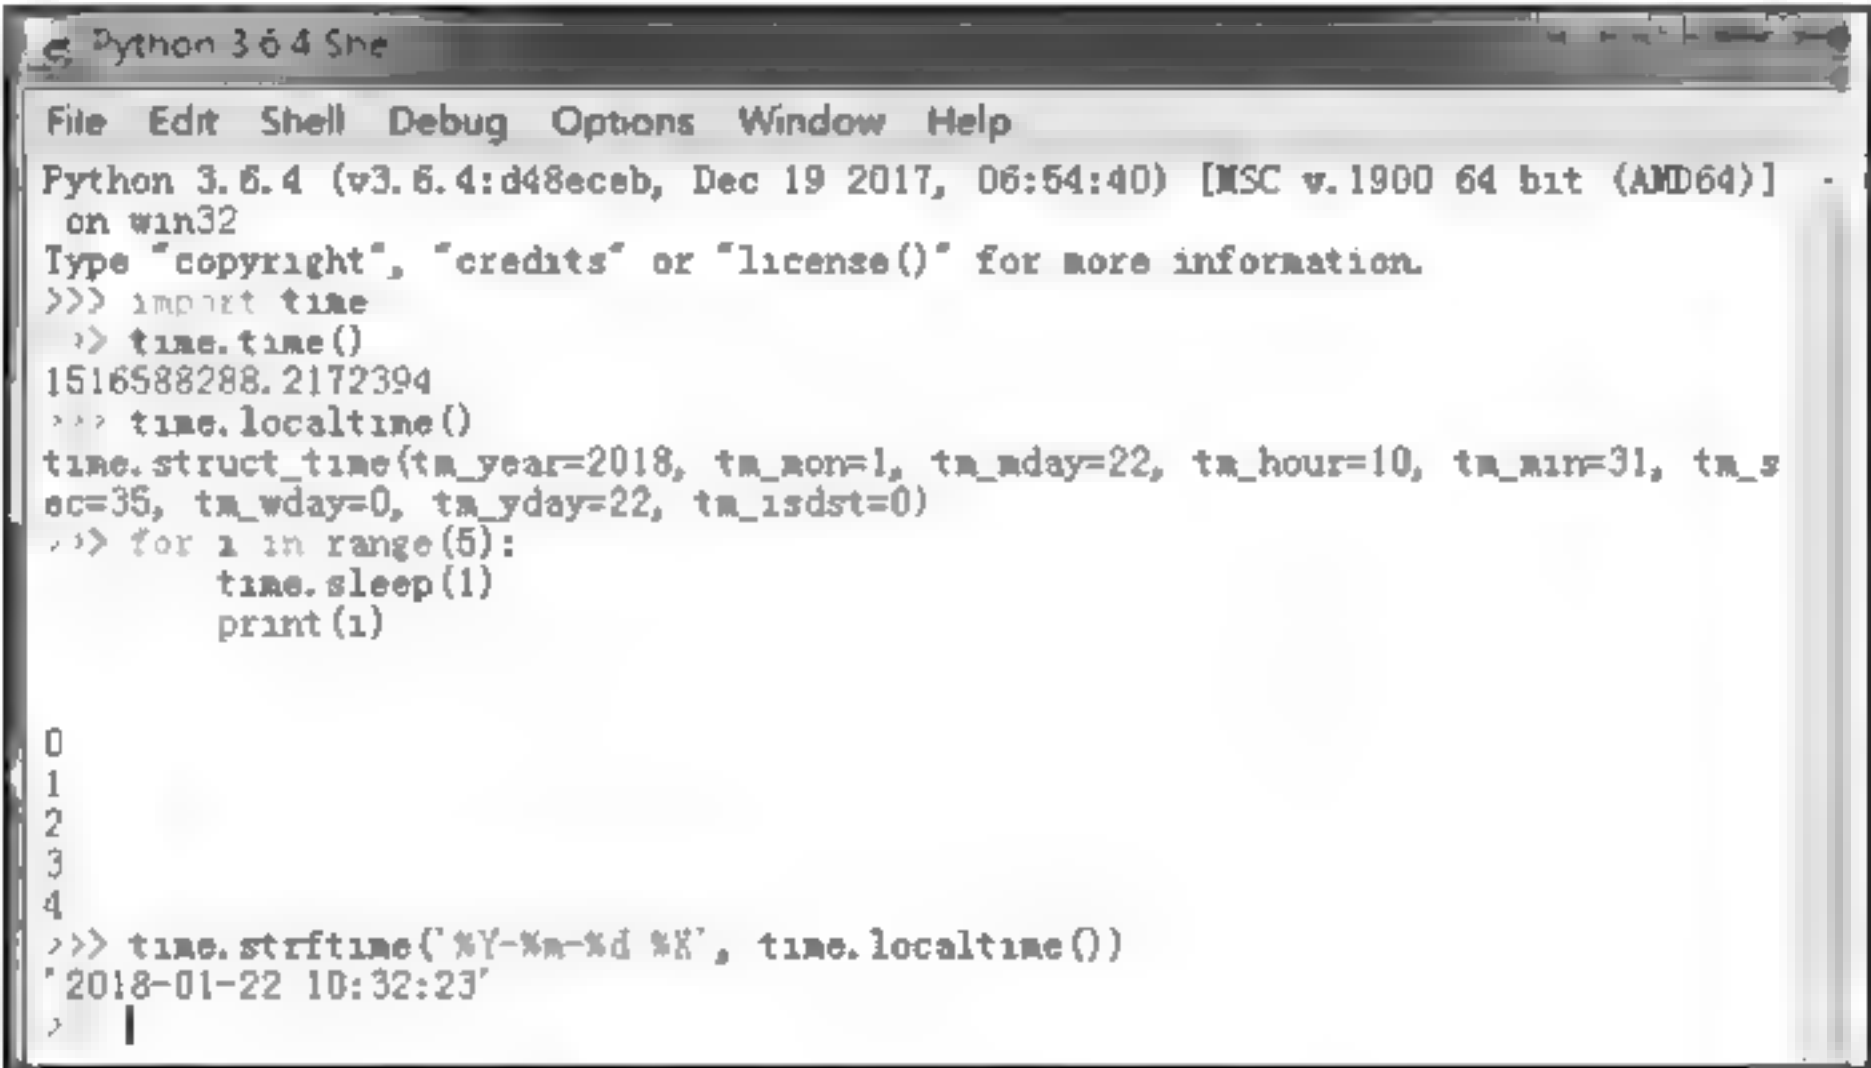 Python 3.6.4 She
File Edit Shell Debug Options Window Help
Python 3.6.4 (v3.6.4:d48eceb, Dec 19 2017, 06:54:40) [MSC v.1900 64 bit (AMD64)]
on win32
Type "copyright", "credits" or "license()" for more information.
>>> import time
>>> time.time()
1516588288.2172394
>>> time.localtime()
time.struct_time(tm_year=2018, tm_mon=1, tm_mday=22, tm_hour=10, tm_min=31, tm_s
ec=35, tm_wday=0, tm_yday=22, tm_isdst=0)
>>> for i in range(5):
time.sleep(1)
print(i)
0
1
2
3
4
>>> time.strftime('%Y-%m-%d %X', time.localtime())
'2018-01-22 10:32:23'
>